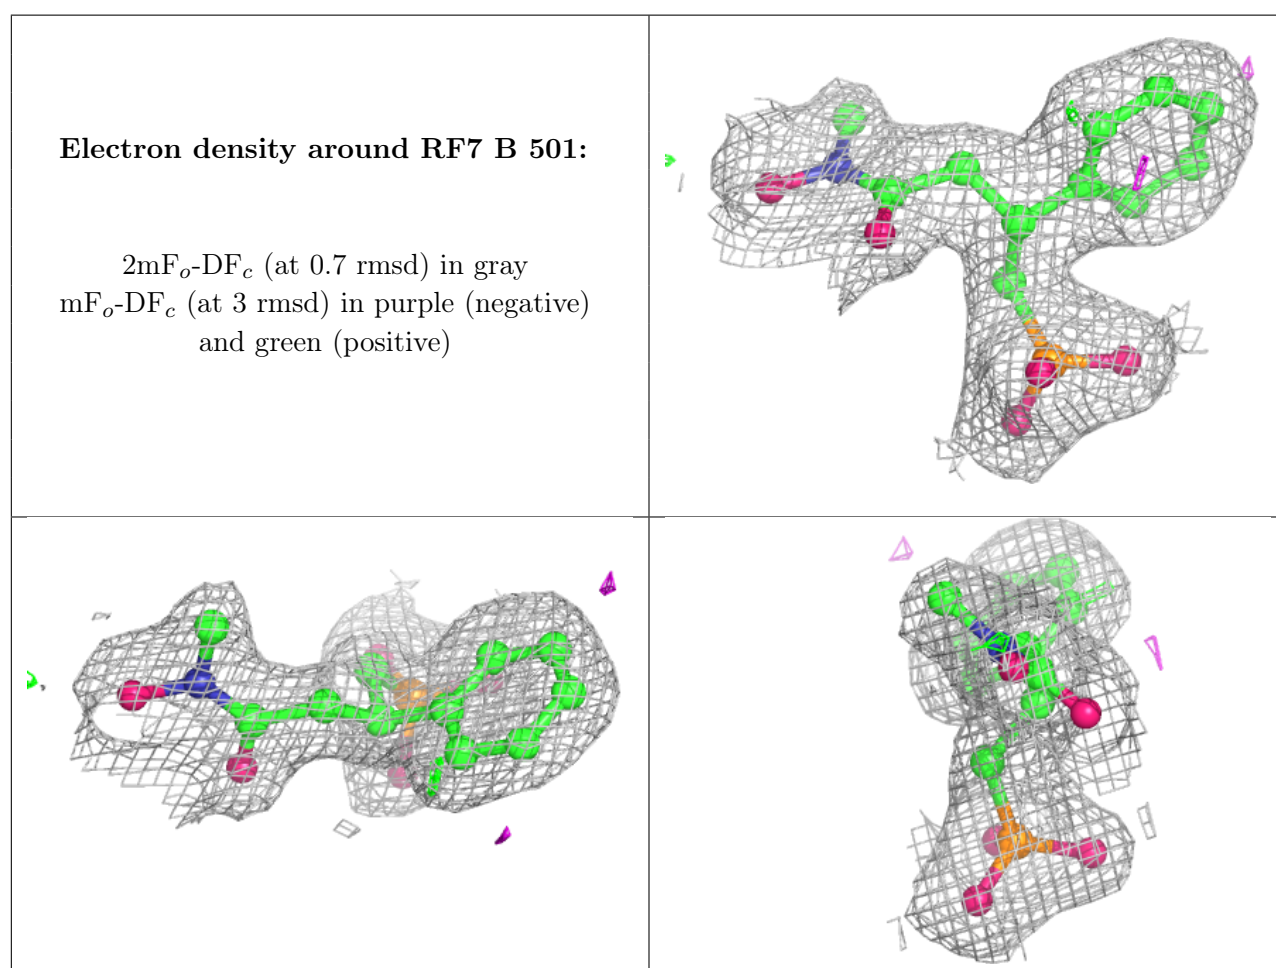 Electron density around RF7 B 501:
2mFo-DFc (at 0.7 rmsd) in gray
mFo-DFc (at 3 rmsd) in purple (negative)
and green (positive)